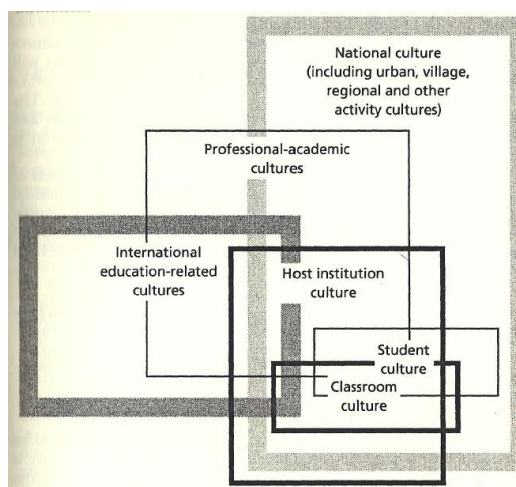 National culture
(including urban, village,
regional and other
activity cultures)
Professional-academic
cultures
International
education-related
cultures
Host institution
culture
Student
culture
Classroom
culture